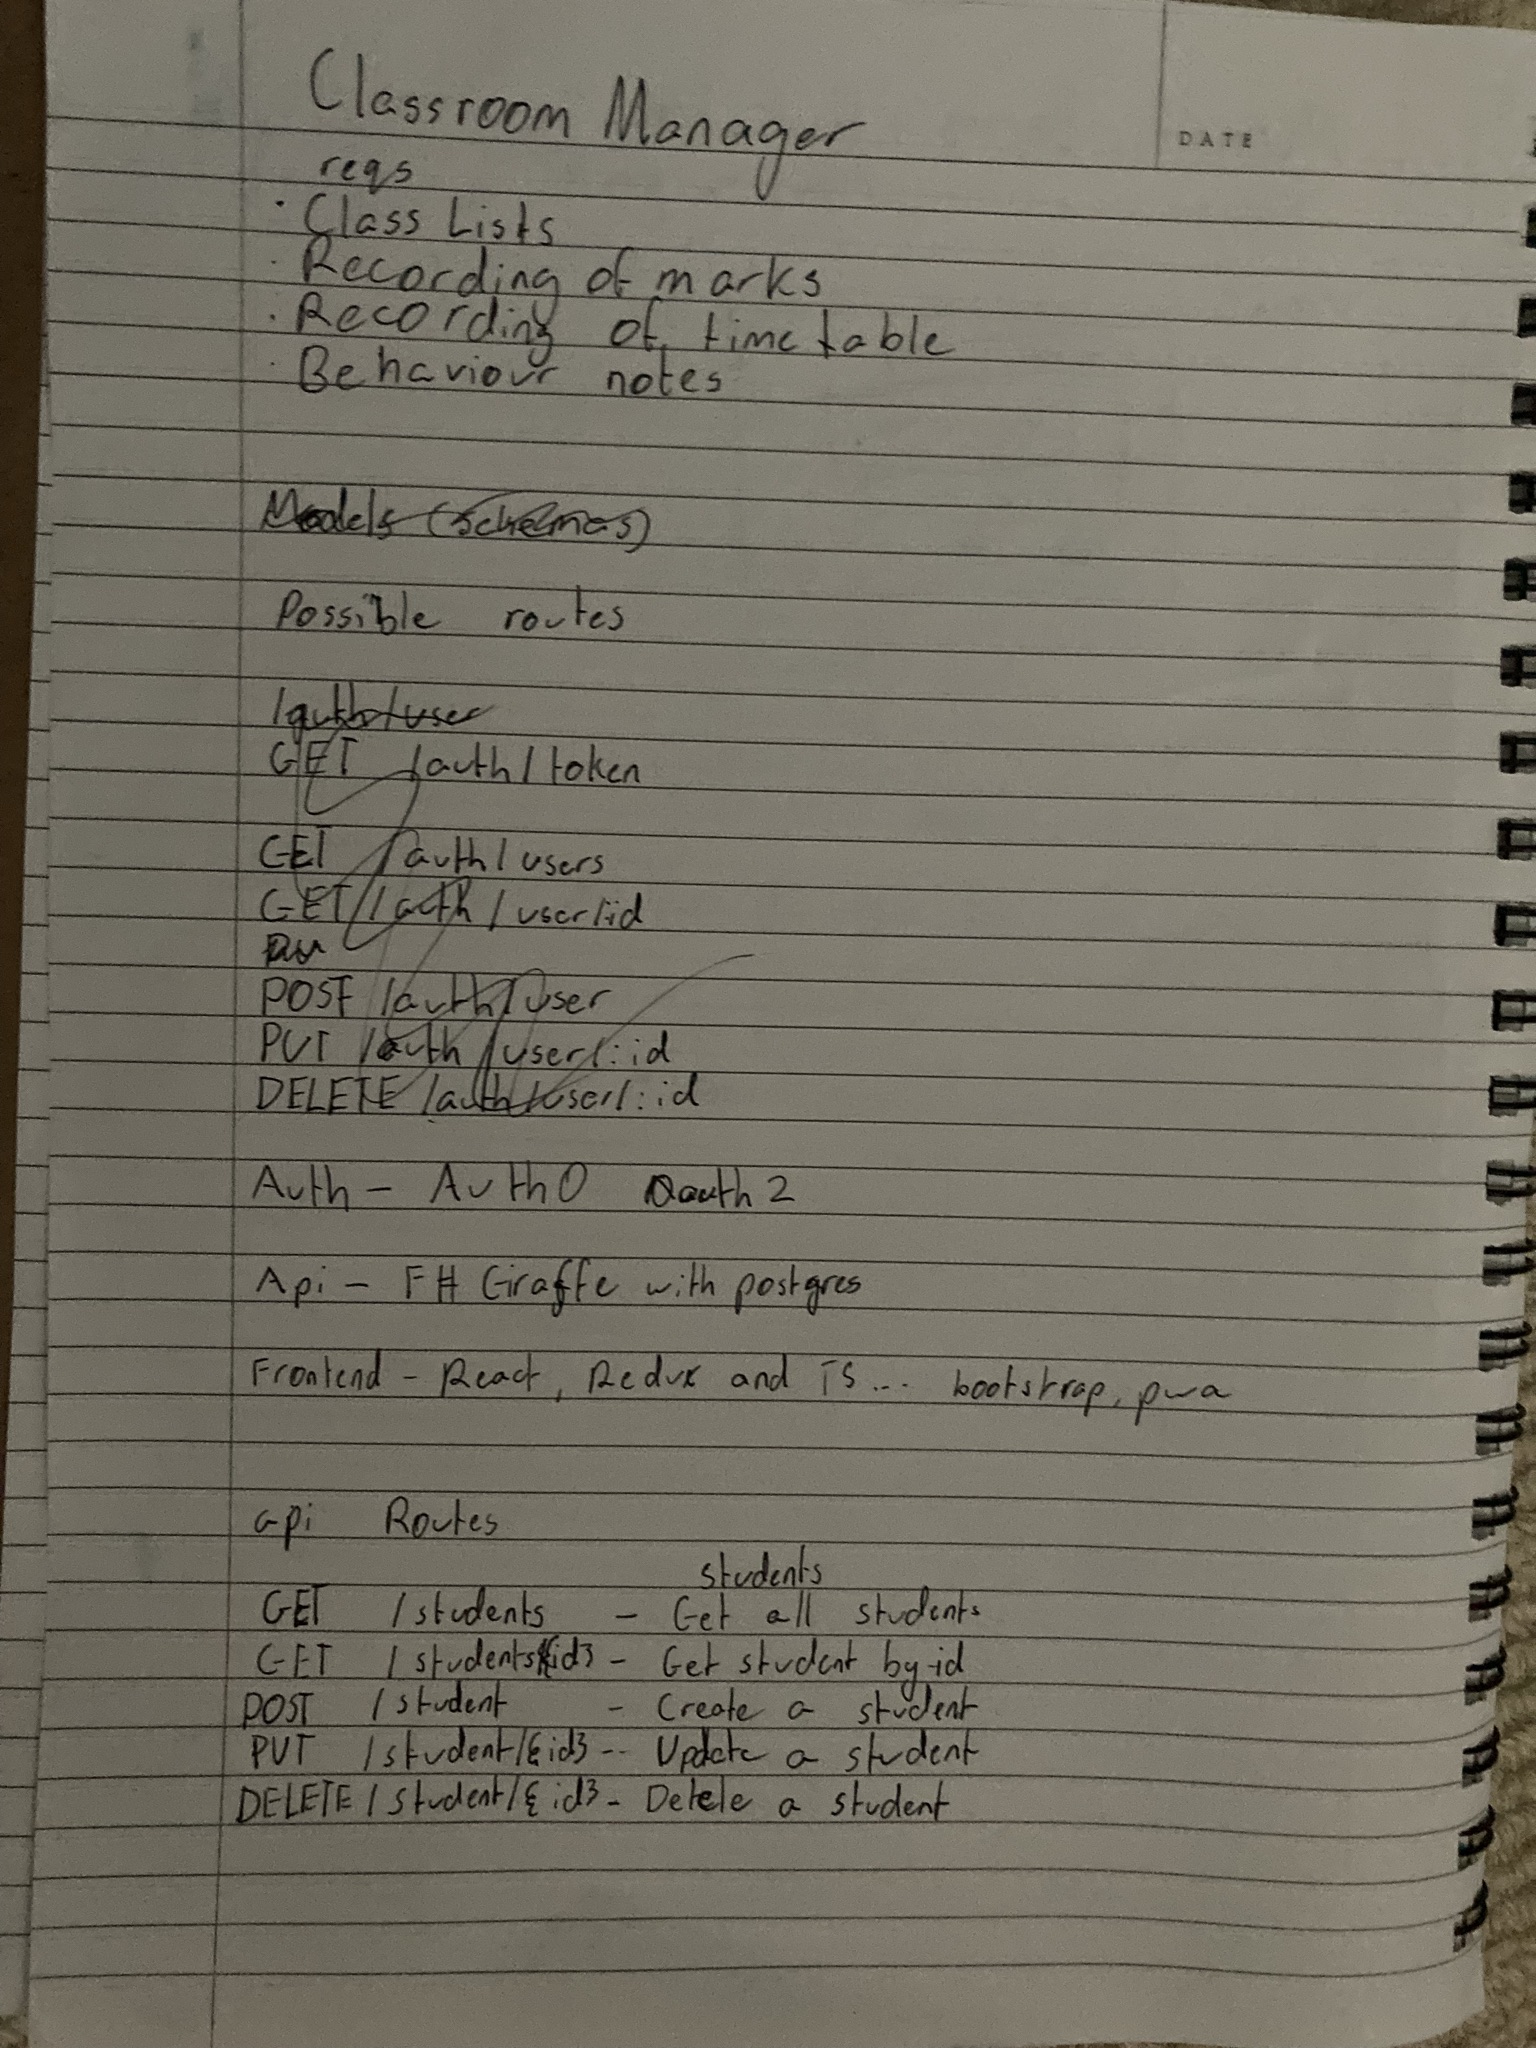 Classroom Manager
DATE
reqs
· Class Lists
· Recording of marks
· Recording of timetable
· Behaviour notes
Models (schemas)
Possible routes
/auth/user
GET /auth/token
GET /auth/users
GET /auth/user/id
POST /auth/user
PUT /auth/user/:id
DELETE /auth/user/:id
Auth - Auth0 Oauth 2
Api - F# Giraffe with postgres
Frontend - React, Redux and TS... bootstrap, pwa
api Routes
students
GET /students - Get all students
GET /students/{id} - Get student by id
POST /student - Create a student
PUT /student/{id} -- Update a student
DELETE /student/{id} - Detele a student